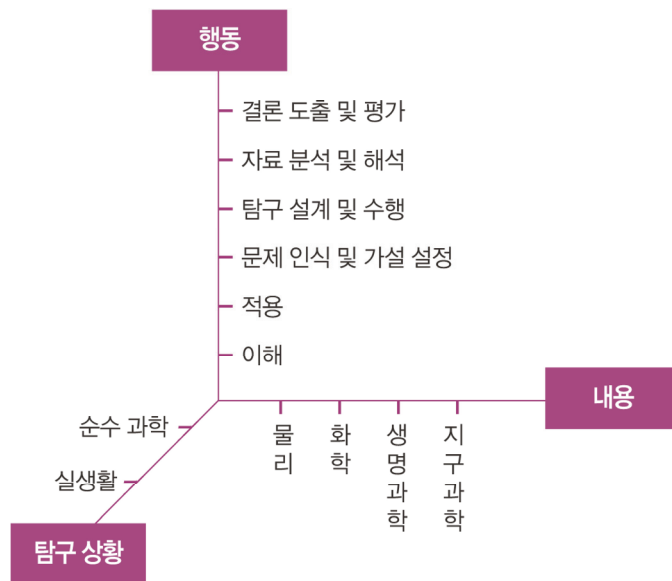 행동
결론 도출 및 평가
자료 분석 및 해석
탐구 설계 및 수행
문제 인식 및 가설 설정
적용
이해
내용
순수 과학
실생활
탐구 상황
물리
화학
생명과학
지구과학